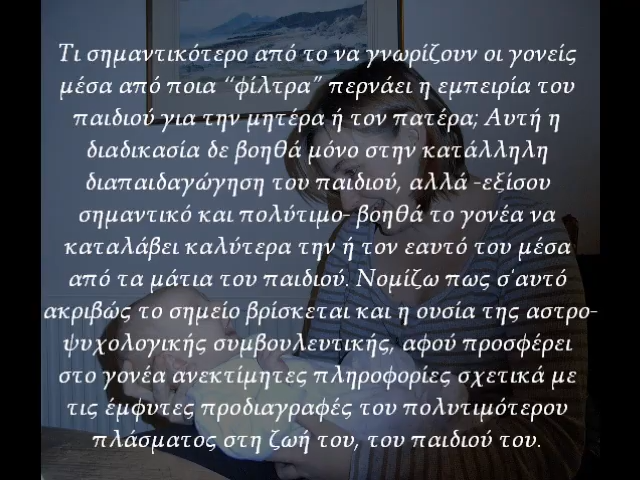 Τι σημαντικότερο από το να γνωρίζουν οι γονείς
μέσα από ποια “φίλτρα” περνάει η εμπειρία του
παιδιού για την μητέρα ή τον πατέρα; Αυτή η
διαδικασία δε βοηθά μόνο στην κατάλληλη
διαπαιδαγώγηση του παιδιού, αλλά -εξίσου
σημαντικό και πολύτιμο- βοηθά το γονέα να
καταλάβει καλύτερα την ή τον εαυτό του μέσα
από τα μάτια του παιδιού. Νομίζω πως σ'αυτό
ακριβώς το σημείο βρίσκεται και η ουσία της αστρο-
ψυχολογικής συμβουλευτικής, αφού προσφέρει
στο γονέα ανεκτίμητες πληροφορίες σχετικά με
τις έμφυτες προδιαγραφές του πολυτιμότερου
πλάσματος στη ζωή του, του παιδιού του.